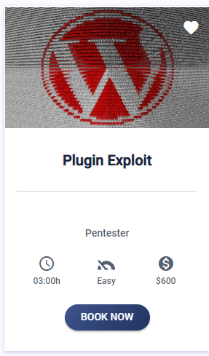 Plugin Exploit
Pentester
03:00h
Easy
$600
BOOK NOW